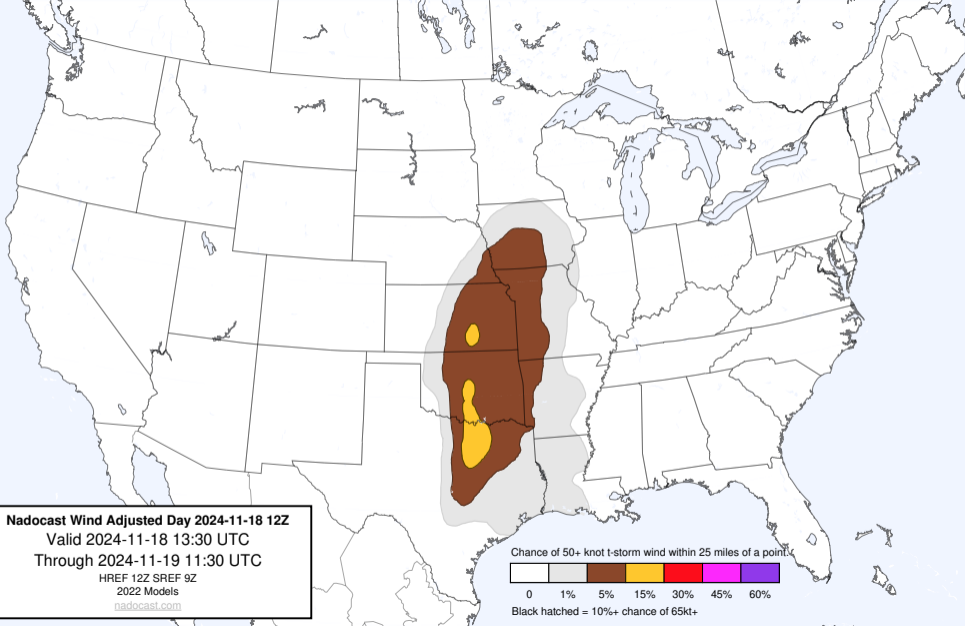 Nadocast Wind Adjusted Day 2024-11-18 12Z
Valid 2024-11-18 13:30 UTC
Through 2024-11-19 11:30 UTC
HREF 12Z SREF 9Z
2022 Models
nadocast.com
Chance of 50+ knot t-storm wind within 25 miles of a point.
0 1% 5% 15% 30% 45% 60%
Black hatched = 10%+ chance of 65kt+